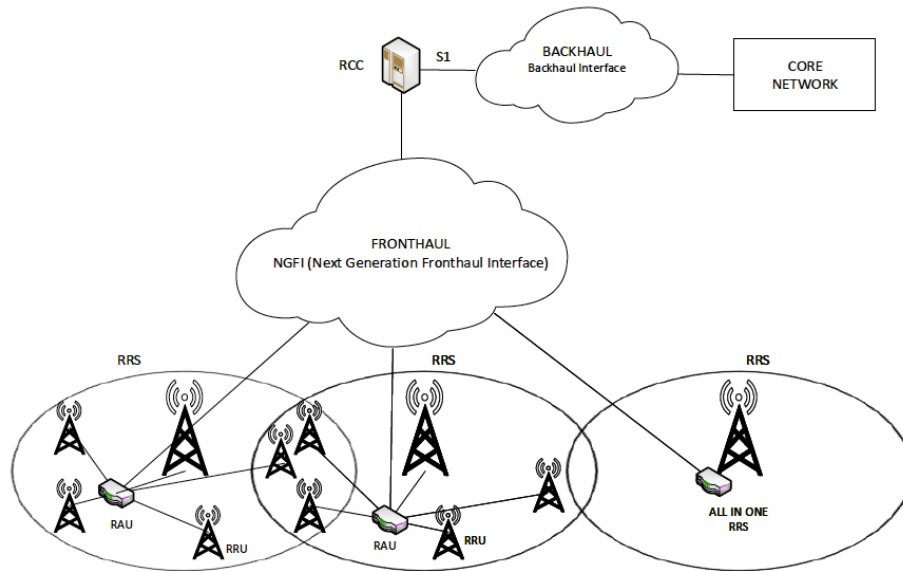 RCC
S1
BACKHAUL
Backhaul Interface
CORE
NETWORK
FRONTHAUL
NGFI (Next Generation Fronthaul Interface)
RRS
RRS
RRS
RAU
RRU
RAU
RRU
ALL IN ONE
RRS